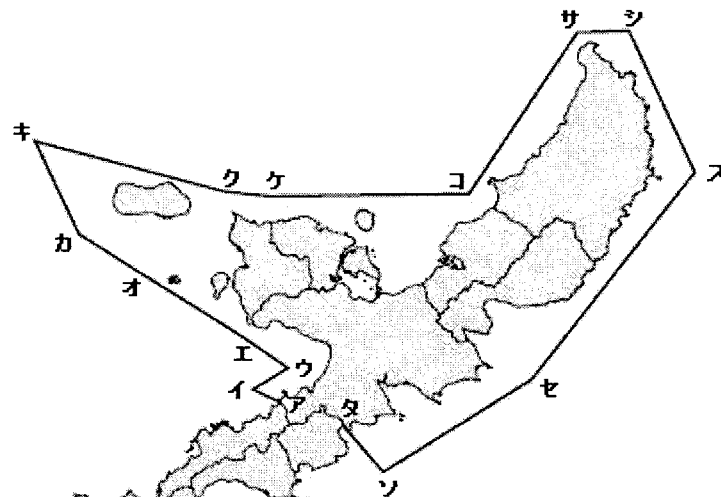 サ シ
キ
ク ケ コ ス
カ
オ
エ ウ
イ ア タ セ
ソ